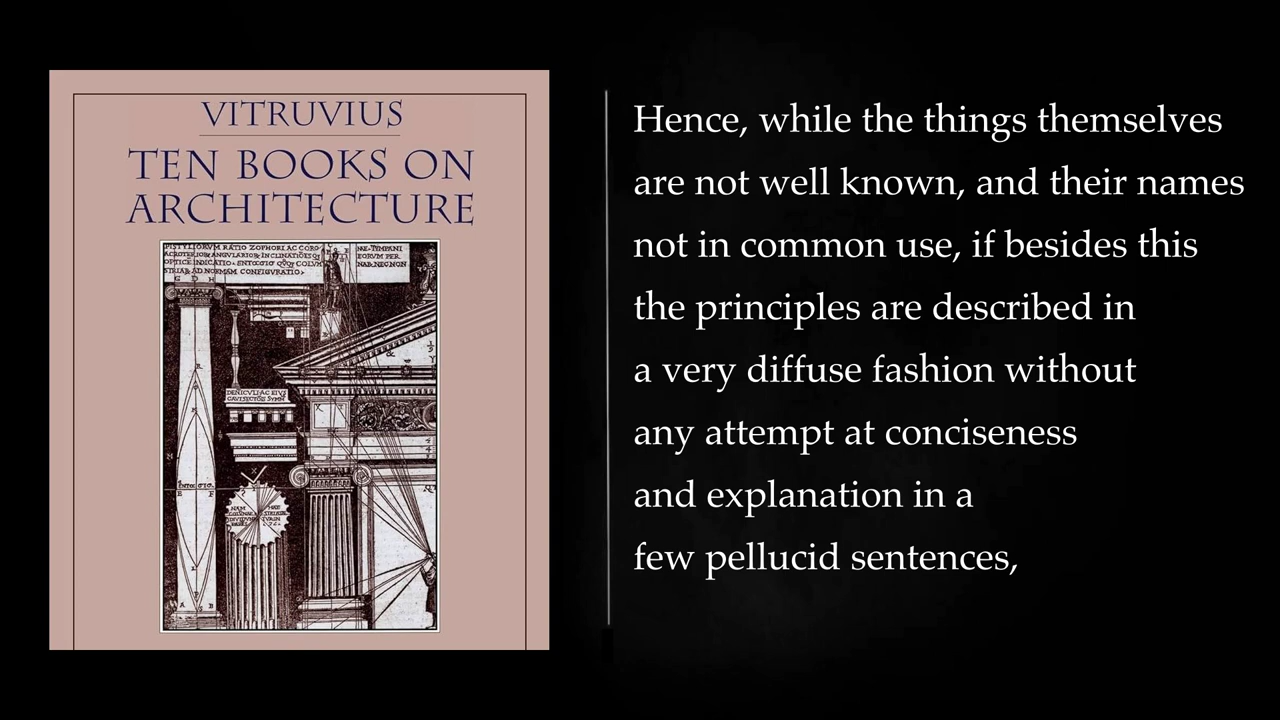 VITRUVIUS
TEN BOOKS ON
ARCHITECTURE
Hence, while the things themselves
are not well known, and their names
not in common use, if besides this
the principles are described in
a very diffuse fashion without
any attempt at conciseness
and explanation in a
few pellucid sentences,